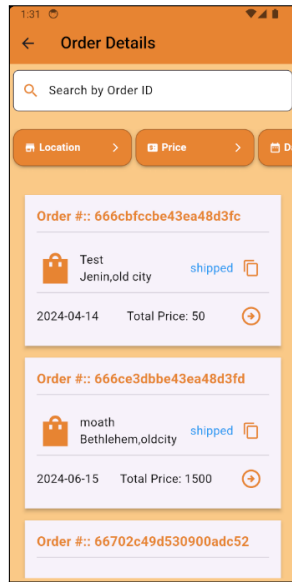 1:31
Order Details
Search by Order ID
Location
Price
Order #:: 666cbfccbe43ea48d3fc
Test
Jenin,old city
shipped
2024-04-14
Total Price: 50
Order #:: 666ce3dbbe43ea48d3fd
moath
Bethlehem,oldcity
shipped
2024-06-15
Total Price: 1500
Order #:: 66702c49d530900adc52